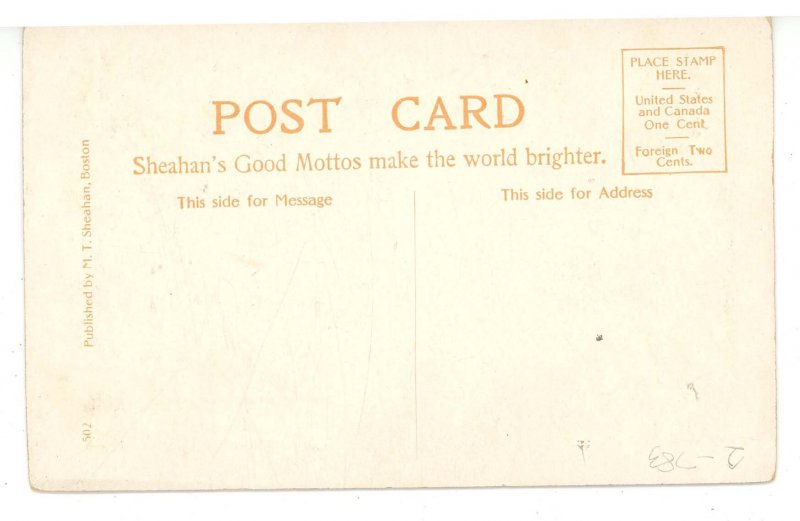 POST CARD
Sheahan's Good Mottos make the world brighter.
This side for Message
This side for Address
PLACE STAMP
HERE.
United States
and Canada
One Cent.
Foreign Two
Cents.
Published by M. T. Sheahan, Boston
502